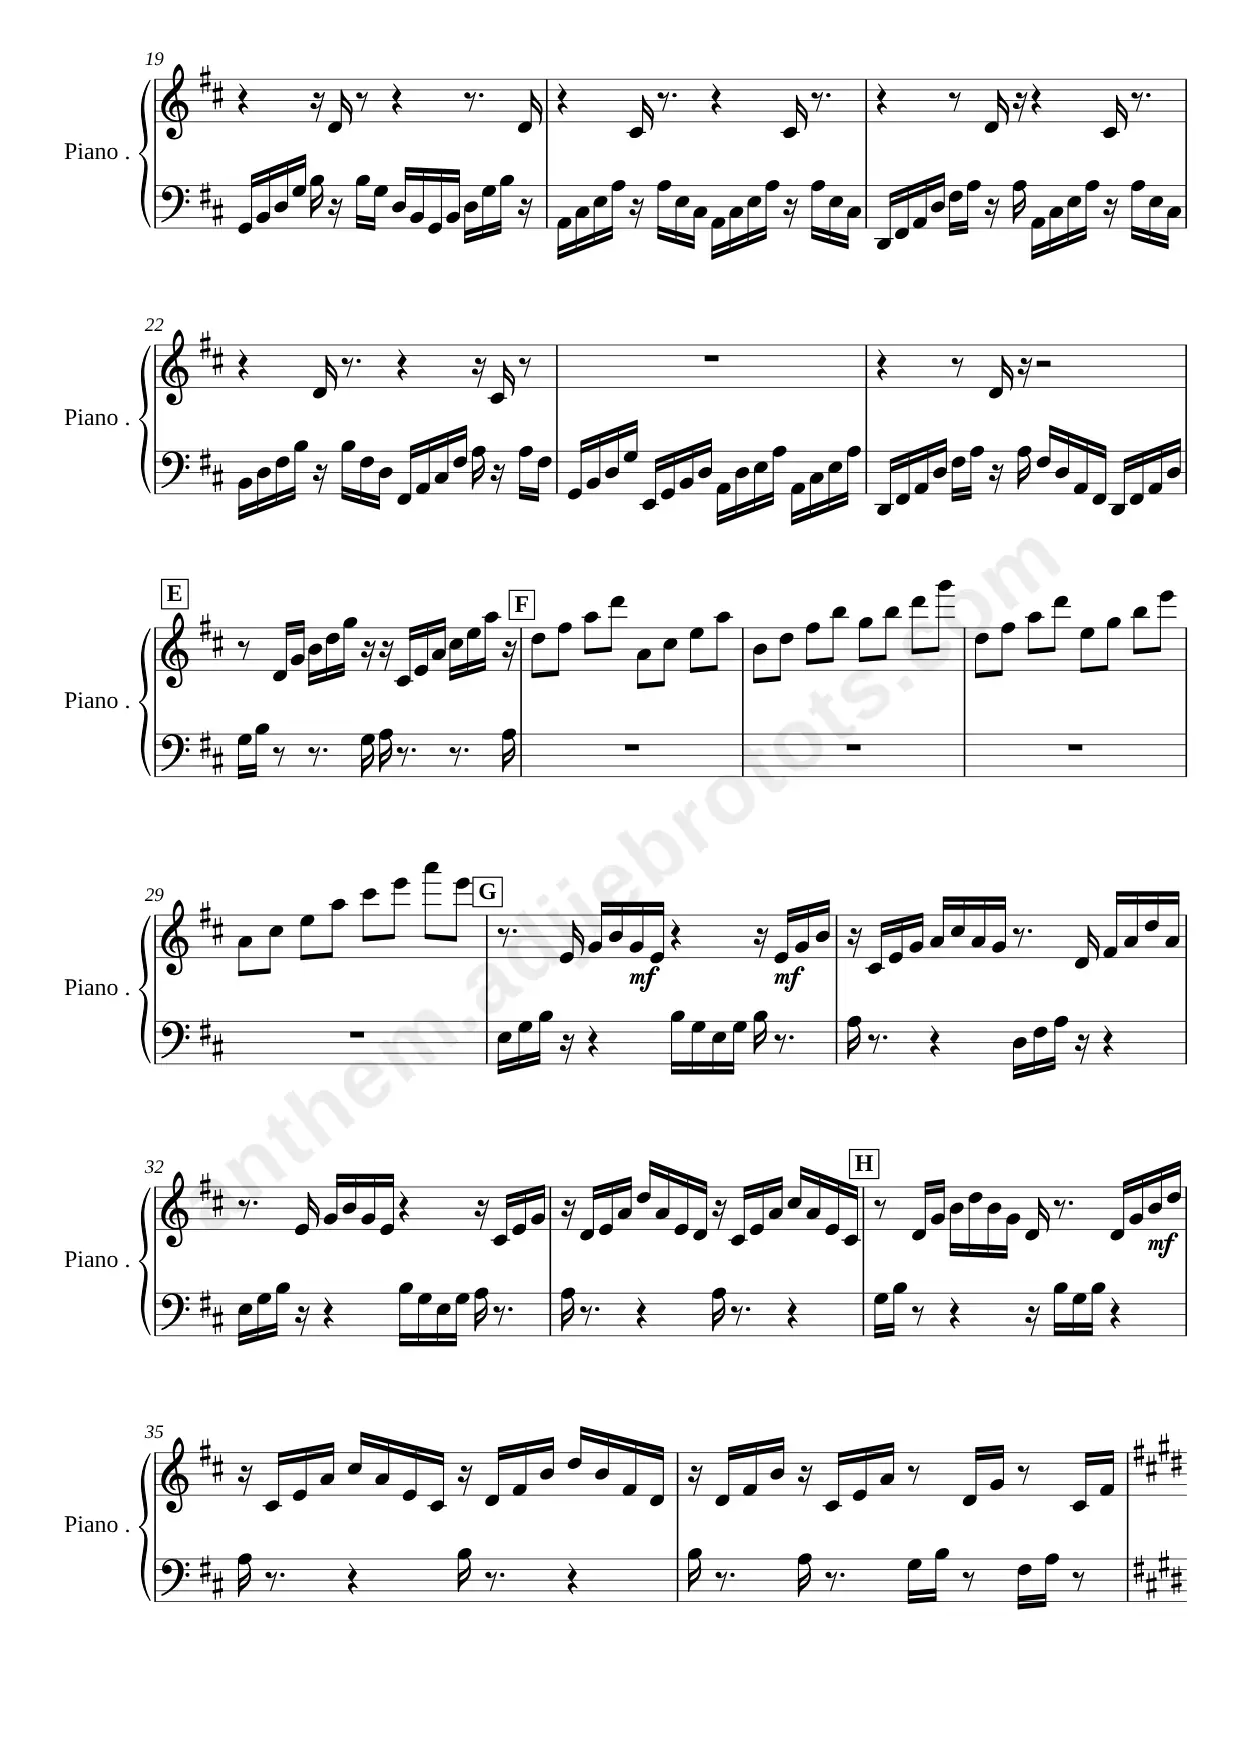 19
Piano .
22
Piano .
E
F
Piano .
29
G
Piano .
mf
mf
32
H
Piano .
mf
35
Piano .
anthem.adjiebrotots.com